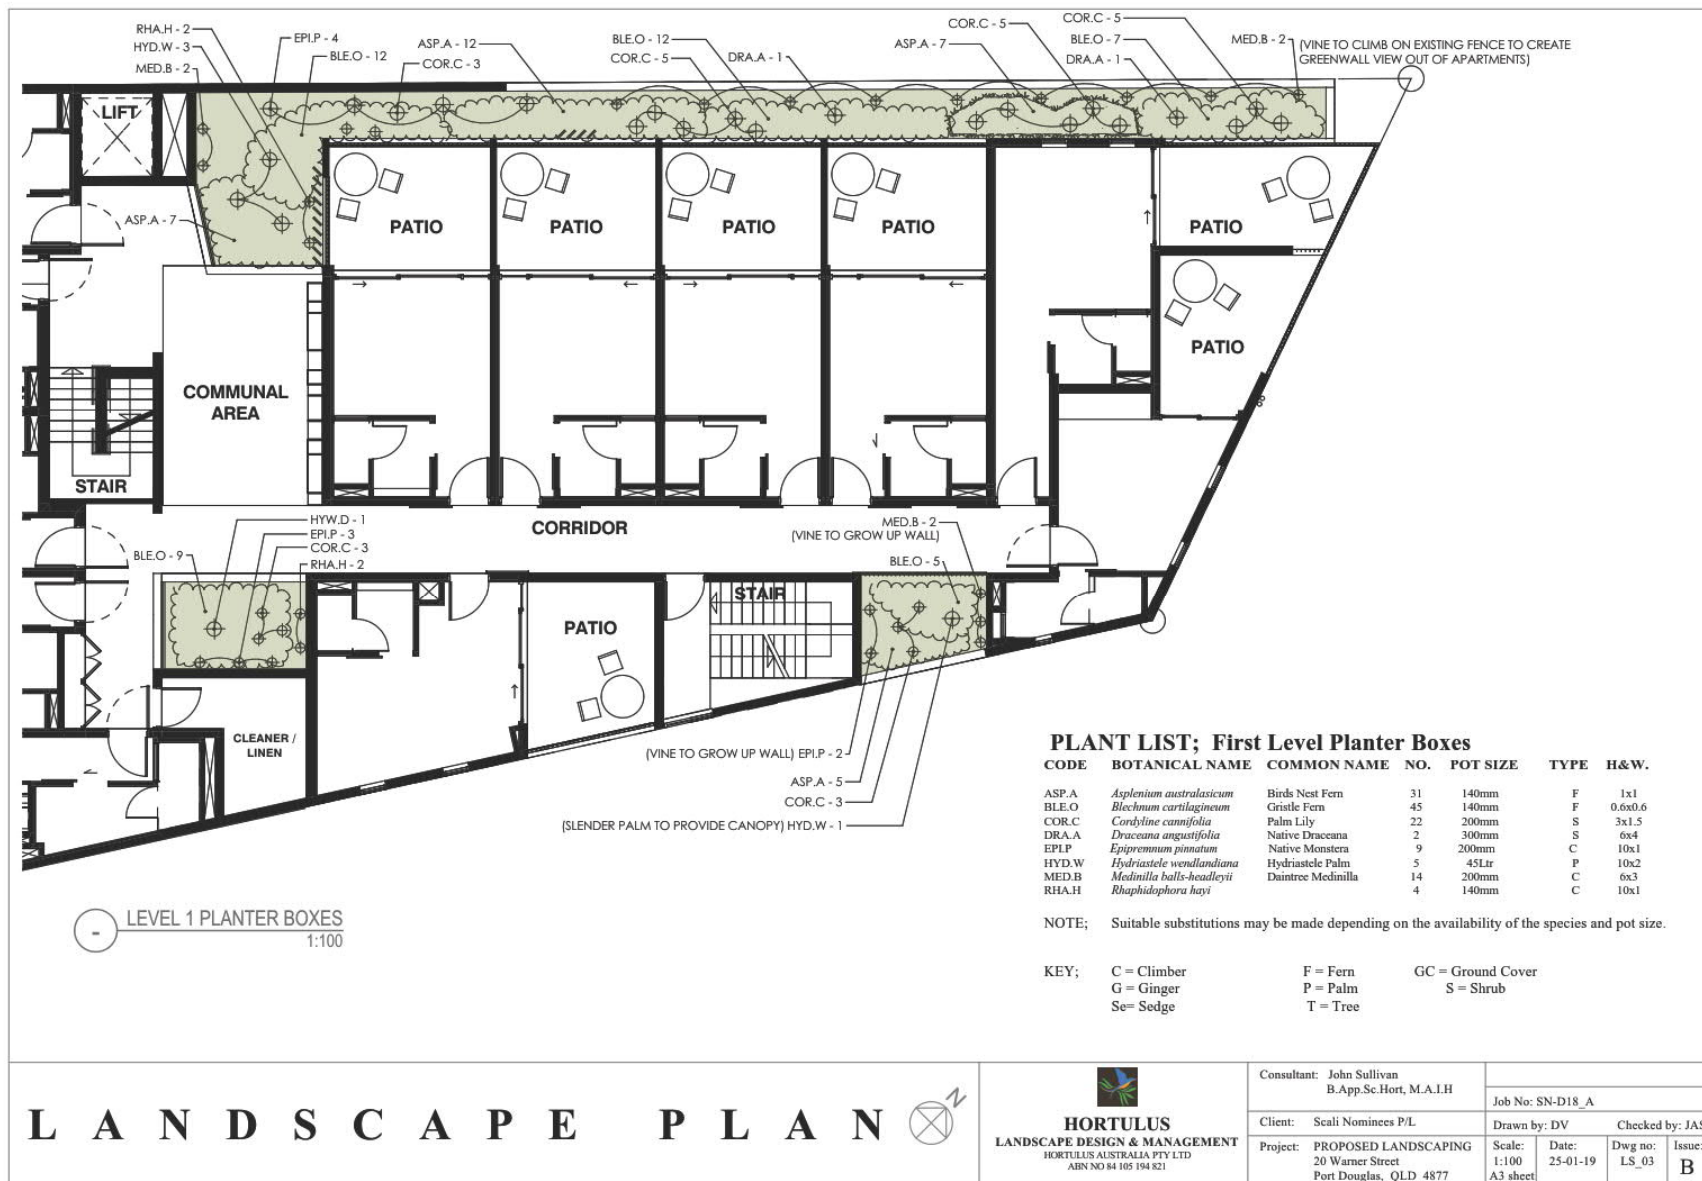 RHA.H - 2
HYD.W - 3
MED.B - 2
EPI.P - 4
BLE.O - 12
ASP.A - 12
COR.C - 3
BLE.O - 12
COR.C - 5
DRA.A - 1
COR.C - 5
ASP.A - 7
COR.C - 5
BLE.O - 7
DRA.A - 1
MED.B - 2
(VINE TO CLIMB ON EXISTING FENCE TO CREATE
GREENWALL VIEW OUT OF APARTMENTS)
LIFT
ASP.A - 7
PATIO
PATIO
PATIO
PATIO
PATIO
PATIO
COMMUNAL
AREA
STAIR
CORRIDOR
HYW.D - 1
EPI.P - 3
COR.C - 3
RHA.H - 2
BLE.O - 9
MED.B - 2
(VINE TO GROW UP WALL)
BLE.O - 5
STAIR
PATIO
CLEANER /
LINEN
(VINE TO GROW UP WALL) EPI.P - 2
ASP.A - 5
COR.C - 3
(SLENDER PALM TO PROVIDE CANOPY) HYD.W - 1
PLANT LIST; First Level Planter Boxes
CODE BOTANICAL NAME COMMON NAME NO. POT SIZE TYPE H&W.
ASP.A Asplenium australasicum Birds Nest Fern 31 140mm F 1x1
BLE.O Blechnum cartilagineum Gristle Fern 45 140mm F 0.6x0.6
COR.C Cordyline cannifolia Palm Lily 22 200mm S 3x1.5
DRA.A Draceana angustifolia Native Draceana 2 300mm S 6x4
EPI.P Epipremnum pinnatum Native Monstera 9 200mm C 10x1
HYD.W Hydriastele wendlandiana Hydriastele Palm 5 45Ltr P 10x2
MED.B Medinilla balls-headleyii Daintree Medinilla 14 200mm C 6x3
RHA.H Rhaphidophora hayi 4 140mm C 10x1
NOTE; Suitable substitutions may be made depending on the availability of the species and pot size.
KEY; C = Climber F = Fern GC = Ground Cover
G = Ginger P = Palm S = Shrub
Se= Sedge T = Tree
-
LEVEL 1 PLANTER BOXES
1:100
LANDSCAPE PLAN
N
HORTULUS
LANDSCAPE DESIGN & MANAGEMENT
HORTULUS AUSTRALIA PTY LTD
ABN NO 84 105 194 821
Consultant: John Sullivan
B.App.Sc.Hort, M.A.I.H
Client: Scali Nominees P/L
Project: PROPOSED LANDSCAPING
20 Warner Street
Port Douglas, QLD 4877
Job No: SN-D18_A
Drawn by: DV Checked by: JAS
Scale: Date: Dwg no: Issue:
1:100 25-01-19 LS_03 B
A3 sheet